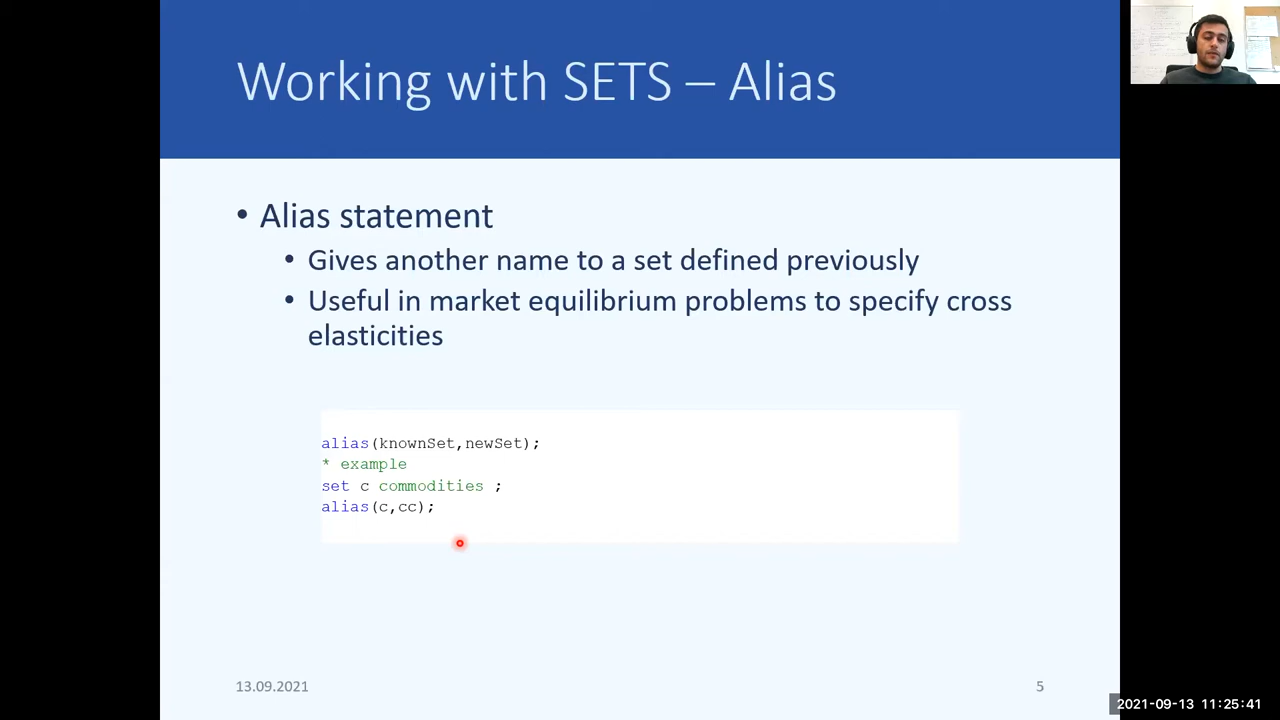 Working with SETS – Alias
• Alias statement
• Gives another name to a set defined previously
• Useful in market equilibrium problems to specify cross
elasticities
alias(knownSet,newSet);
* example
set c commodities ;
alias(c,cc);
13.09.2021
5
2021-09-13 11:25:41